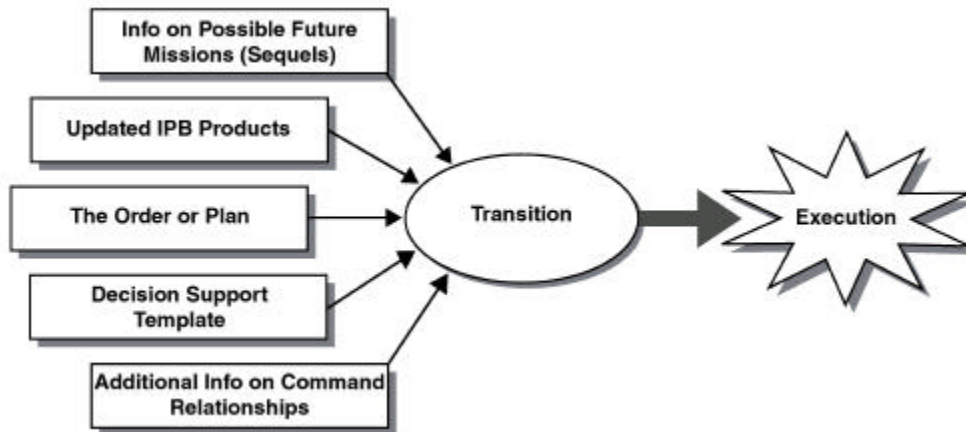 Info on Possible Future
Missions (Sequels)
Updated IPB Products
The Order or Plan
Decision Support
Template
Additional Info on Command
Relationships
Transition
Execution